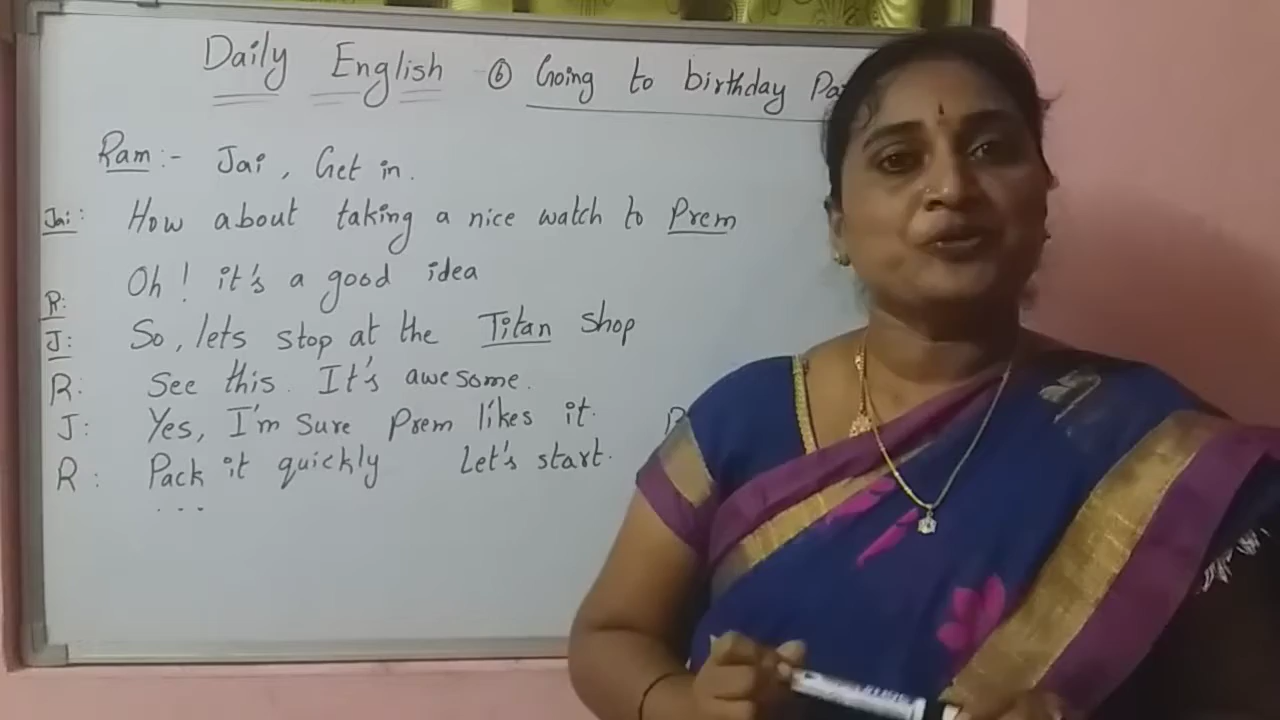 Daily English ⑥ Going to birthday Pa
Ram :- Jai, Get in.
Jai: How about taking a nice watch to Prem
R: Oh! it's a good idea
J: So, lets stop at the Titan Shop
R: See this. It's awesome.
J: Yes, I'm Sure Prem likes it.
R: Pack it quickly Let's start.
...